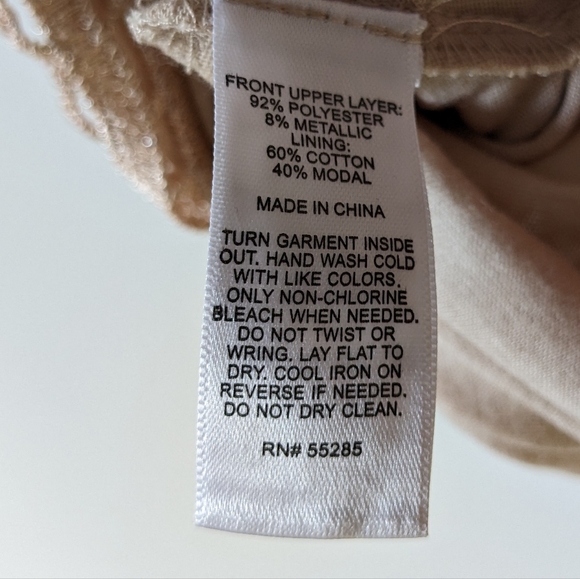 FRONT UPPER LAYER:
92% POLYESTER
8% METALLIC
LINING:
60% COTTON
40% MODAL
MADE IN CHINA
TURN GARMENT INSIDE
OUT. HAND WASH COLD
WITH LIKE COLORS.
ONLY NON-CHLORINE
BLEACH WHEN NEEDED.
DO NOT TWIST OR
WRING. LAY FLAT TO
DRY. COOL IRON ON
REVERSE IF NEEDED.
DO NOT DRY CLEAN.
RN# 55285